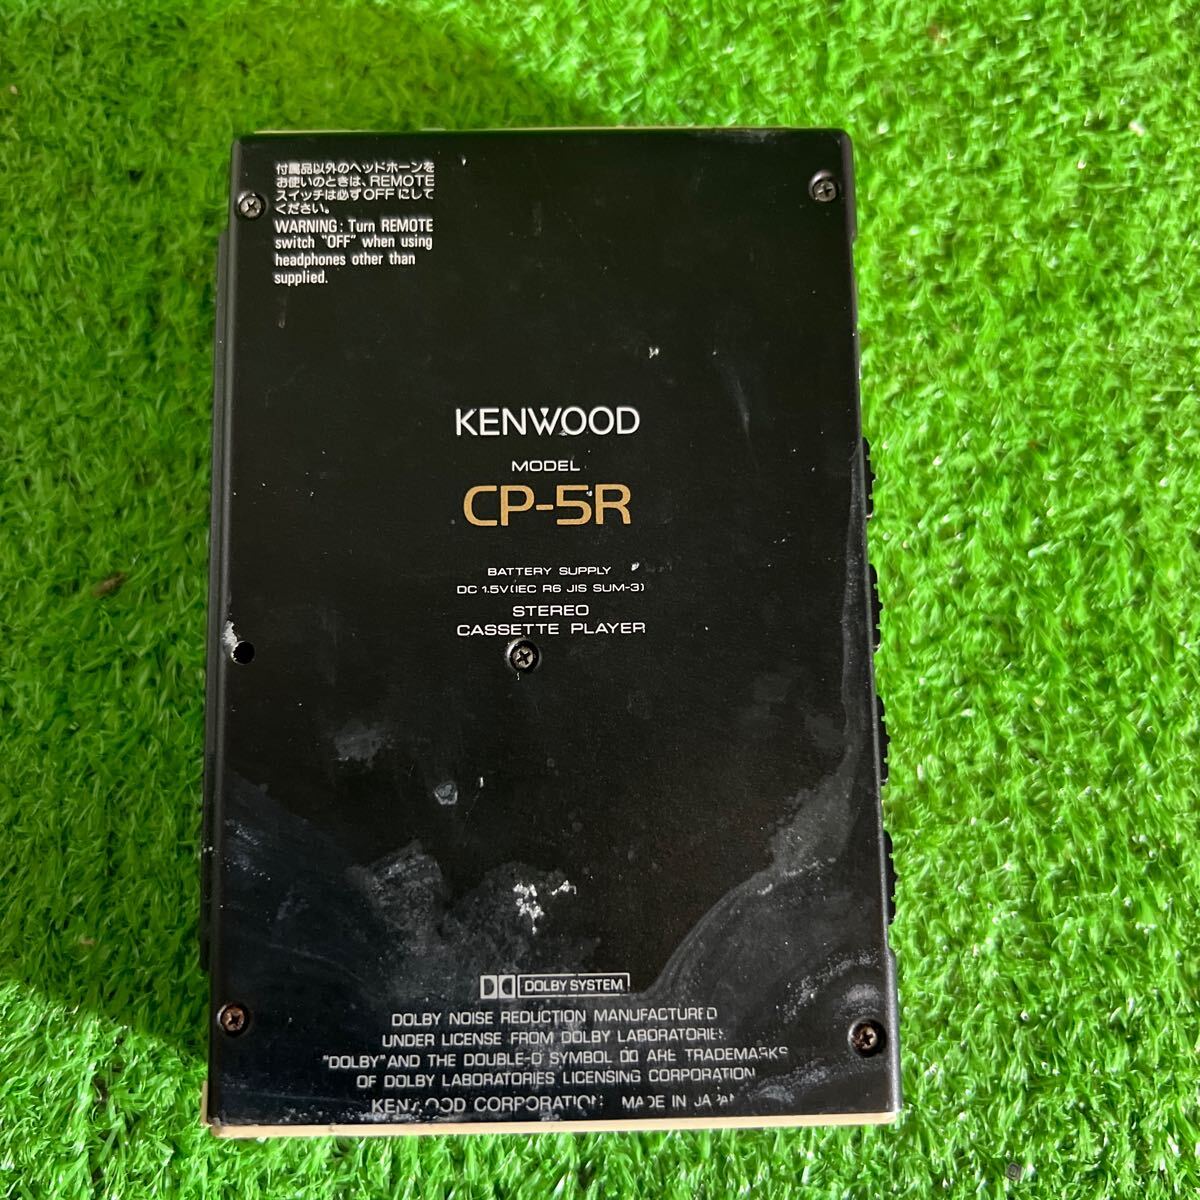 付属品以外のヘッドホーンを
お使いのときは、REMOTE
スイッチは必ずOFFにして
ください。
WARNING: Turn REMOTE
switch "OFF" when using
headphones other than
supplied.
KENWOOD
MODEL
CP-5R
BATTERY SUPPLY
DC 1.5V(IEC R6 JIS SUM-3)
STEREO
CASSETTE PLAYER
DOLBY SYSTEM
DOLBY NOISE REDUCTION MANUFACTURED
UNDER LICENSE FROM DOLBY LABORATORIES
"DOLBY" AND THE DOUBLE-D SYMBOL DD ARE TRADEMARKS
OF DOLBY LABORATORIES LICENSING CORPORATION
KENWOOD CORPORATION MADE IN JAPAN